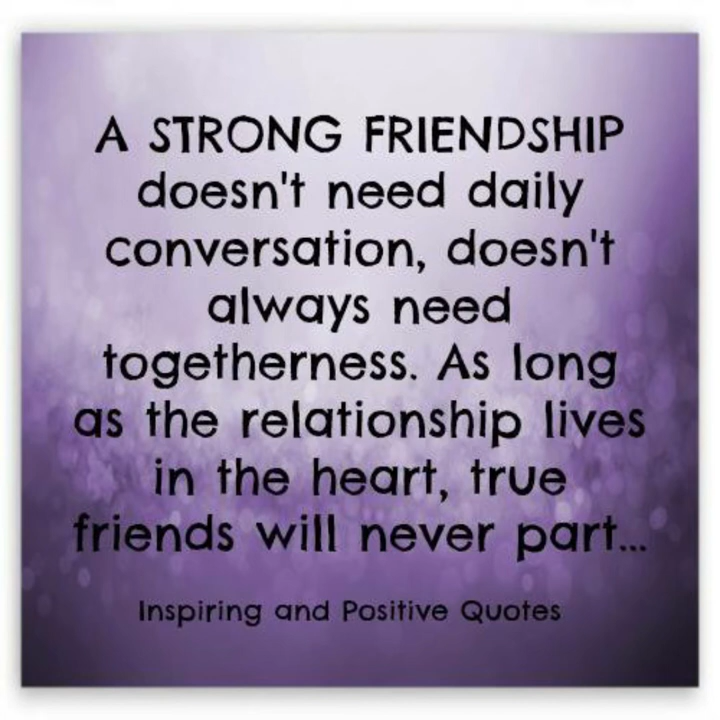 A STRONG FRIENDSHIP
doesn't need daily
conversation, doesn't
always need
togetherness. As long
as the relationship lives
in the heart, true
friends will never part...
Inspiring and Positive Quotes